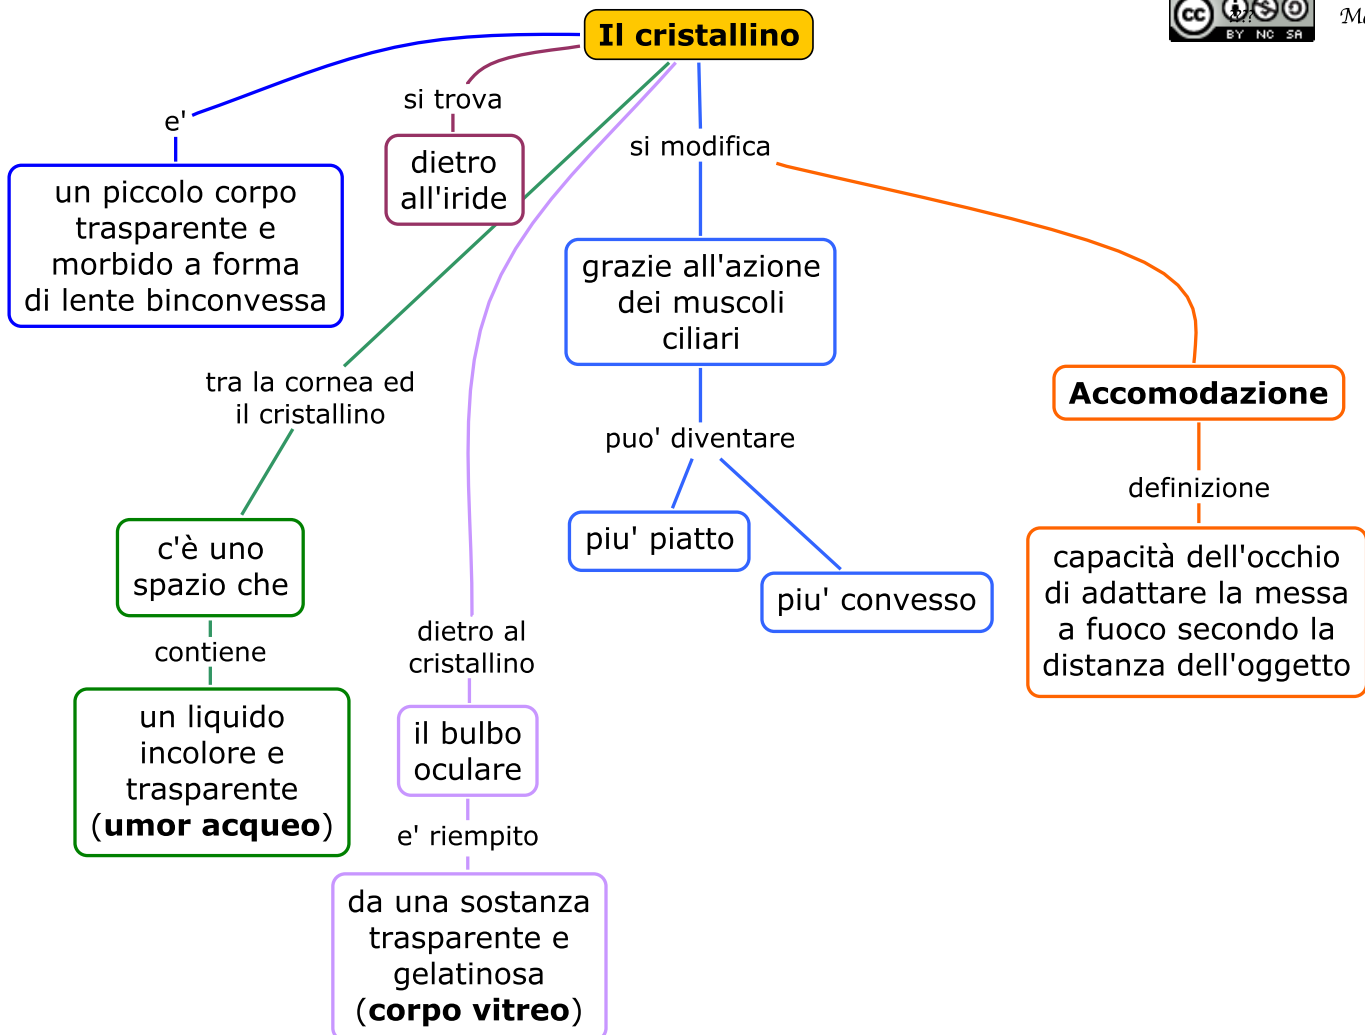 Il cristallino
BY NC SA
si trova
e'
dietro
all'iride
si modifica
un piccolo corpo
trasparente e
morbido a forma
di lente binconvessa
grazie all'azione
dei muscoli
ciliari
tra la cornea ed
il cristallino
Accomodazione
puo' diventare
definizione
c'è uno
spazio che
piu' piatto
piu' convesso
capacità dell'occhio
di adattare la messa
a fuoco secondo la
distanza dell'oggetto
contiene
dietro al
cristallino
un liquido
incolore e
trasparente
(umor acqueo)
il bulbo
oculare
e' riempito
da una sostanza
trasparente e
gelatinosa
(corpo vitreo)